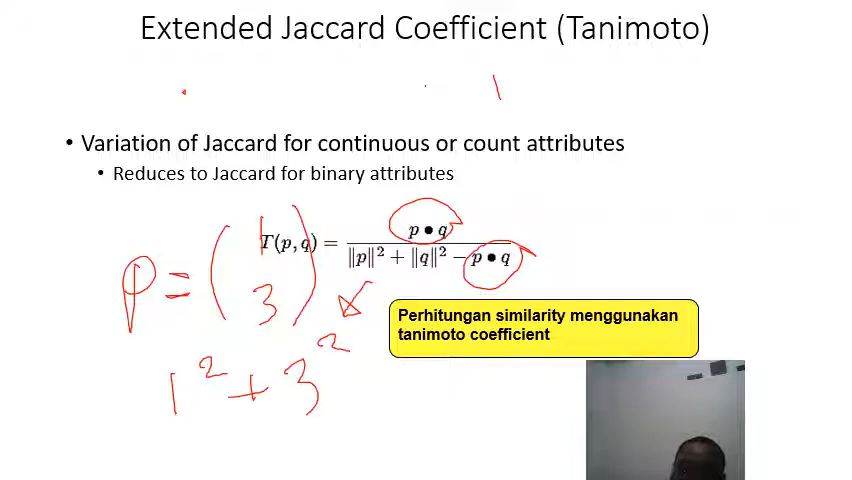 Extended Jaccard Coefficient (Tanimoto)
• Variation of Jaccard for continuous or count attributes
• Reduces to Jaccard for binary attributes
T(p, q) = p • q / ‖p‖² + ‖q‖² − p • q
p = ( 1
3 )
1² + 3²
Perhitungan similarity menggunakan
tanimoto coefficient